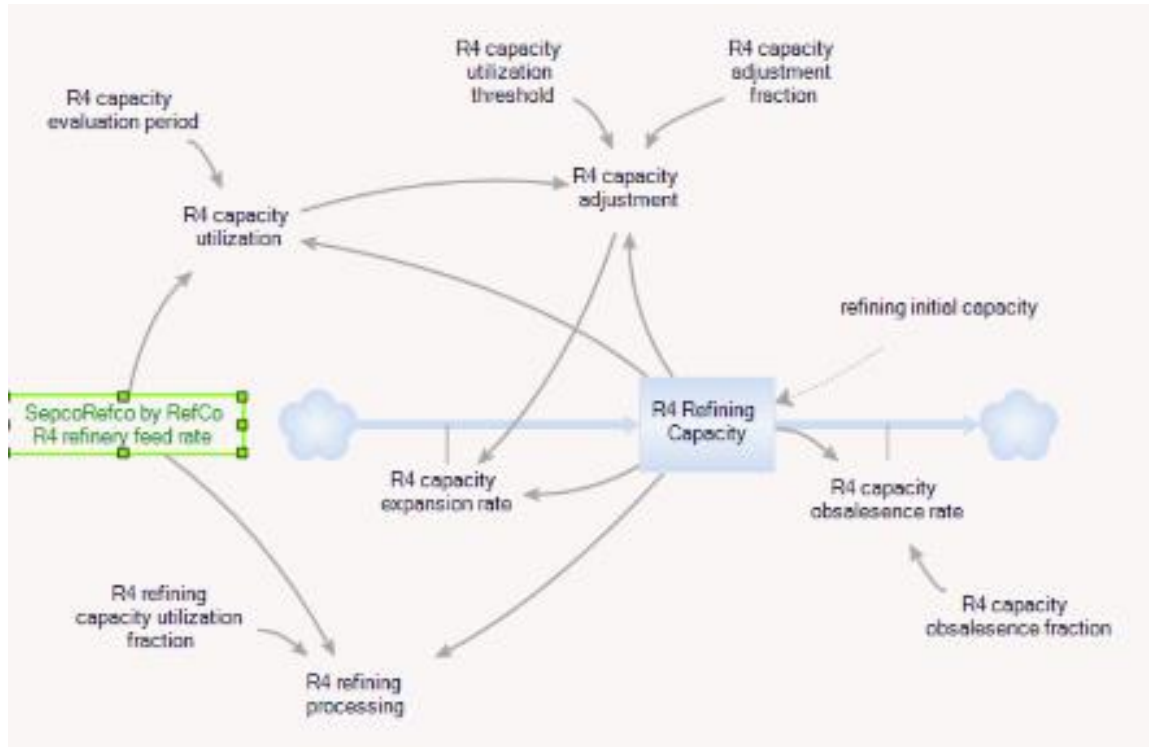 R4 capacity
utilization
threshold
R4 capacity
adjustment
fraction
R4 capacity
evaluation period
R4 capacity
adjustment
R4 capacity
utilization
refining initial capacity
SepcoRefco by RefCo
R4 refinery feed rate
R4 Refining
Capacity
R4 capacity
expansion rate
R4 capacity
obsalesence rate
R4 refining
capacity utilization
fraction
R4 capacity
obsalesence fraction
R4 refining
processing